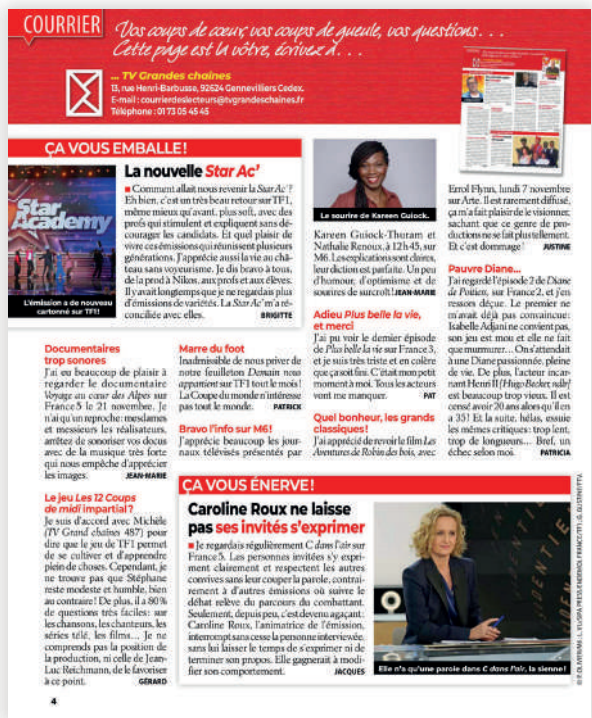 COURRIER
Vos coups de cœur, vos coups de gueule, vos questions...
Cette page est la vôtre, écrivez à...
... TV Grandes chaînes
13, rue Henri-Barbusse, 92624 Gennevilliers Cedex.
E-mail : courrierdeslecteurs@tvgrandeschaines.fr
Téléphone : 01 73 05 45 45
ÇA VOUS EMBALLE !
Star
Academy
L'émission a de nouveau
cartonné sur TF1!
La nouvelle Star Ac'
■ Comment allait nous revenir la Star Ac' ?
Eh bien, c'est un très beau retour sur TF1,
même mieux qu'avant, plus soft, avec des
profs qui stimulent et expliquent sans dé-
courager les candidats. Et quel plaisir de
vivre ces émissions qui réunissent plusieurs
générations. J'apprécie aussi la vie au châ-
teau sans voyeurisme. Je dis bravo à tous,
de la prod à Nikos, aux profs et aux élèves.
Il y avait longtemps que je ne regardais plus
d'émissions de variétés. La Star Ac' m'a ré-
conciliée avec elles. BRIGITTE
Documentaires
trop sonores
J'ai eu beaucoup de plaisir à
regarder le documentaire
Voyage au cœur des Alpes sur
France 5 le 21 novembre. Je
n'ai qu'un reproche : mesdames
et messieurs les réalisateurs,
arrêtez de sonoriser vos docus
avec de la musique très forte
qui nous empêche d'apprécier
les images. JEAN-MARIE
Le jeu Les 12 Coups
de midi impartial ?
Je suis d'accord avec Michèle
(TV Grand chaînes 487) pour
dire que le jeu de TF1 permet
de se cultiver et d'apprendre
plein de choses. Cependant, je
ne trouve pas que Stéphane
reste modeste et humble, bien
au contraire ! De plus, il a 80 %
de questions très faciles : sur
les chansons, les chanteurs, les
séries télé, les films... Je ne
comprends pas la position de
la production, ni celle de Jean-
Luc Reichmann, de le favoriser
à ce point. GÉRARD
Marre du foot
Inadmissible de nous priver de
notre feuilleton Demain nous
appartient sur TF1 tout le mois !
La Coupe du monde n'intéresse
pas tout le monde. PATRICK
Bravo l'info sur M6 !
J'apprécie beaucoup les jour-
naux télévisés présentés par
Le sourire de Kareen Guiock.
Kareen Guiock-Thuram et
Nathalie Renoux, à 12 h 45, sur
M6. Les explications sont claires,
leur diction est parfaite. Un peu
d'humour, d'optimisme et de
sourires de surcroît ! JEAN-MARIE
Adieu Plus belle la vie,
et merci
J'ai pu voir le dernier épisode
de Plus belle la vie sur France 3,
et je suis très triste et en colère
que ça soit fini. C'était mon petit
moment à moi. Tous les acteurs
vont me manquer. PAT
Quel bonheur, les grands
classiques !
J'ai apprécié de revoir le film Les
Aventures de Robin des bois, avec
Errol Flynn, lundi 7 novembre
sur Arte. Il est rarement diffusé,
ça m'a fait plaisir de le visionner,
sachant que ce genre de pro-
ductions ne se fait plus tellement.
Et c'est dommage ! JUSTINE
Pauvre Diane...
J'ai regardé l'épisode 2 de Diane
de Poitiers, sur France 2, et j'en
ressors déçue. Le premier ne
m'avait déjà pas convaincue :
Isabelle Adjani ne convient pas,
son jeu est mou et elle ne fait
que murmurer... On s'attendait
à une Diane passionnée, pleine
de vie. De plus, l'acteur incar-
nant Henri II [Hugo Becker, ndlr]
est beaucoup trop vieux. Il est
censé avoir 20 ans alors qu'il en
a 35 ! Et la suite, hélas, essuie
les mêmes critiques : trop lent,
trop de longueurs... Bref, un
échec selon moi. PATRICIA
ÇA VOUS ÉNERVE !
Caroline Roux ne laisse
pas ses invités s'exprimer
■ Je regardais régulièrement C dans l'air sur
France 5. Les personnes invitées s'y expri-
ment clairement et respectent les autres
convives sans leur couper la parole, contrai-
rement à d'autres émissions où suivre le
débat relève du parcours du combattant.
Seulement, depuis peu, c'est devenu agaçant :
Caroline Roux, l'animatrice de l'émission,
interrompt sans cesse la personne interviewée,
sans lui laisser le temps de s'exprimer ni de
terminer son propos. Elle gagnerait à modi-
fier son comportement. JACQUES
Elle n'a qu'une parole dans C dans l'air, la sienne !
4